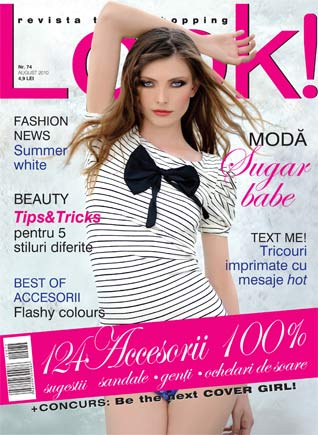 revista t shopping
Look!
Nr. 74
AUGUST 2010
4,9 LEI
FASHION
NEWS
Summer
white
BEAUTY
Tips&Tricks
pentru 5
stiluri diferite
BEST OF
ACCESORII
Flashy colours
MODĂ
Sugar
babe
TEXT ME!
Tricouri
imprimate cu
mesaje hot
124 Accesorii 100%
sugestii sandale • genți • ochelari de soare
+CONCURS: Be the next COVER GIRL!